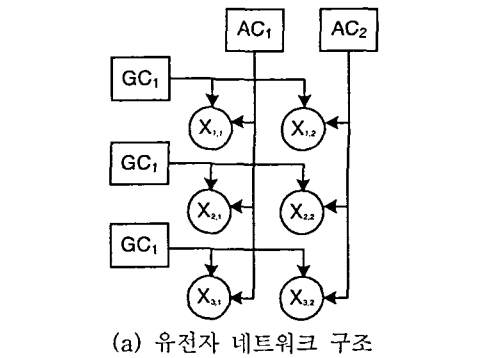 AC₁ AC₂
GC₁
X₁,₁ X₁,₂
GC₁
X₂,₁ X₂,₂
GC₁
X₃,₁ X₃,₂
(a) 유전자 네트워크 구조